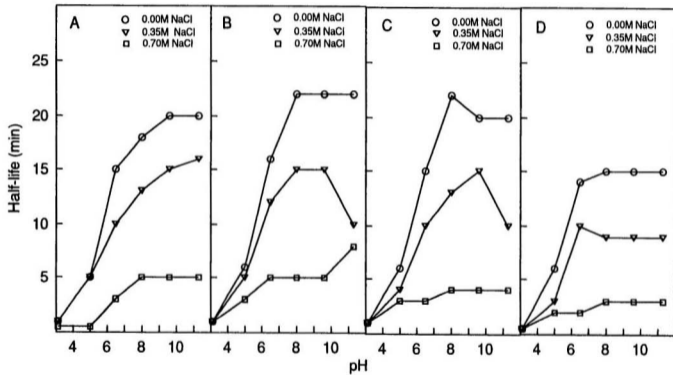 A
0.00M NaCl
0.35M NaCl
0.70M NaCl
B
0.00M NaCl
0.35M NaCl
0.70M NaCl
C
0.00M NaCl
0.35M NaCl
0.70M NaCl
D
0.00M NaCl
0.35M NaCl
0.70M NaCl
25
20
15
10
5
Half-life (min)
4 6 8 10 4 6 8 10 4 6 8 10 4 6 8 10
pH